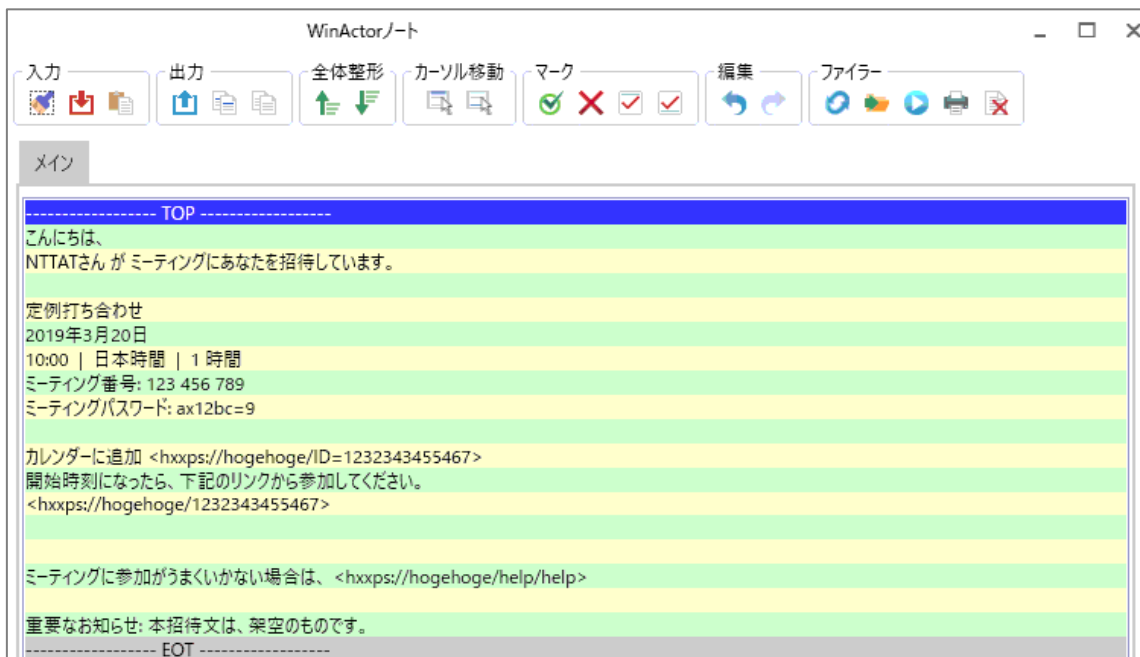 WinActorノート
入力 出力 全体整形 カーソル移動 マーク 編集 ファイラー
メイン
------------------ TOP ------------------
こんにちは、
NTTATさん が ミーティングにあなたを招待しています。
定例打ち合わせ
2019年3月20日
10:00 | 日本時間 | 1 時間
ミーティング番号: 123 456 789
ミーティングパスワード: ax12bc=9
カレンダーに追加 <hxxps://hogehoge/ID=1232343455467>
開始時刻になったら、下記のリンクから参加してください。
<hxxps://hogehoge/1232343455467>
ミーティングに参加がうまくいかない場合は、 <hxxps://hogehoge/help/help>
重要なお知らせ: 本招待文は、架空のものです。
------------------ EOT ------------------